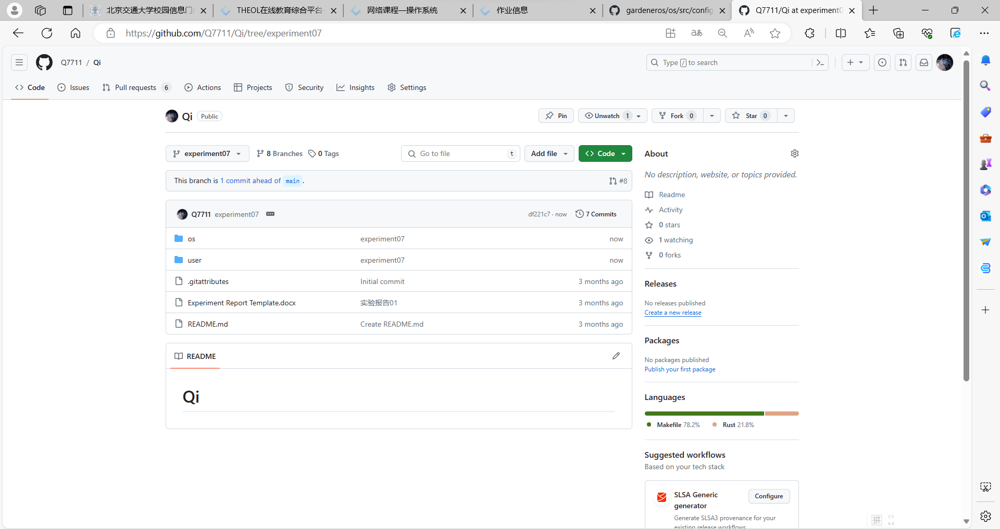 北京交通大学校园信息门
THEOL在线教育综合平台
网络课程—操作系统
作业信息
gardeneros/os/src/config
Q7711/Qi at experiment0
https://github.com/Q7711/Qi/tree/experiment07
Q7711 / Qi
Type / to search
Code
Issues
Pull requests 6
Actions
Projects
Security
Insights
Settings
Qi Public
Pin
Unwatch 1
Fork 0
Star 0
experiment07
8 Branches
0 Tags
Go to file t
Add file
Code
This branch is 1 commit ahead of main .
#8
Q7711 experiment07
df221c7 · now
7 Commits
os experiment07 now
user experiment07 now
.gitattributes Initial commit 3 months ago
Experiment Report Template.docx 实验报告01 3 months ago
README.md Create README.md 3 months ago
README
Qi
About
No description, website, or topics provided.
Readme
Activity
0 stars
1 watching
0 forks
Releases
No releases published
Create a new release
Packages
No packages published
Publish your first package
Languages
Makefile 78.2% Rust 21.8%
Suggested workflows
Based on your tech stack
SLSA Generic
generator
Configure
Generate SLSA3 provenance for your
existing release workflows
拼